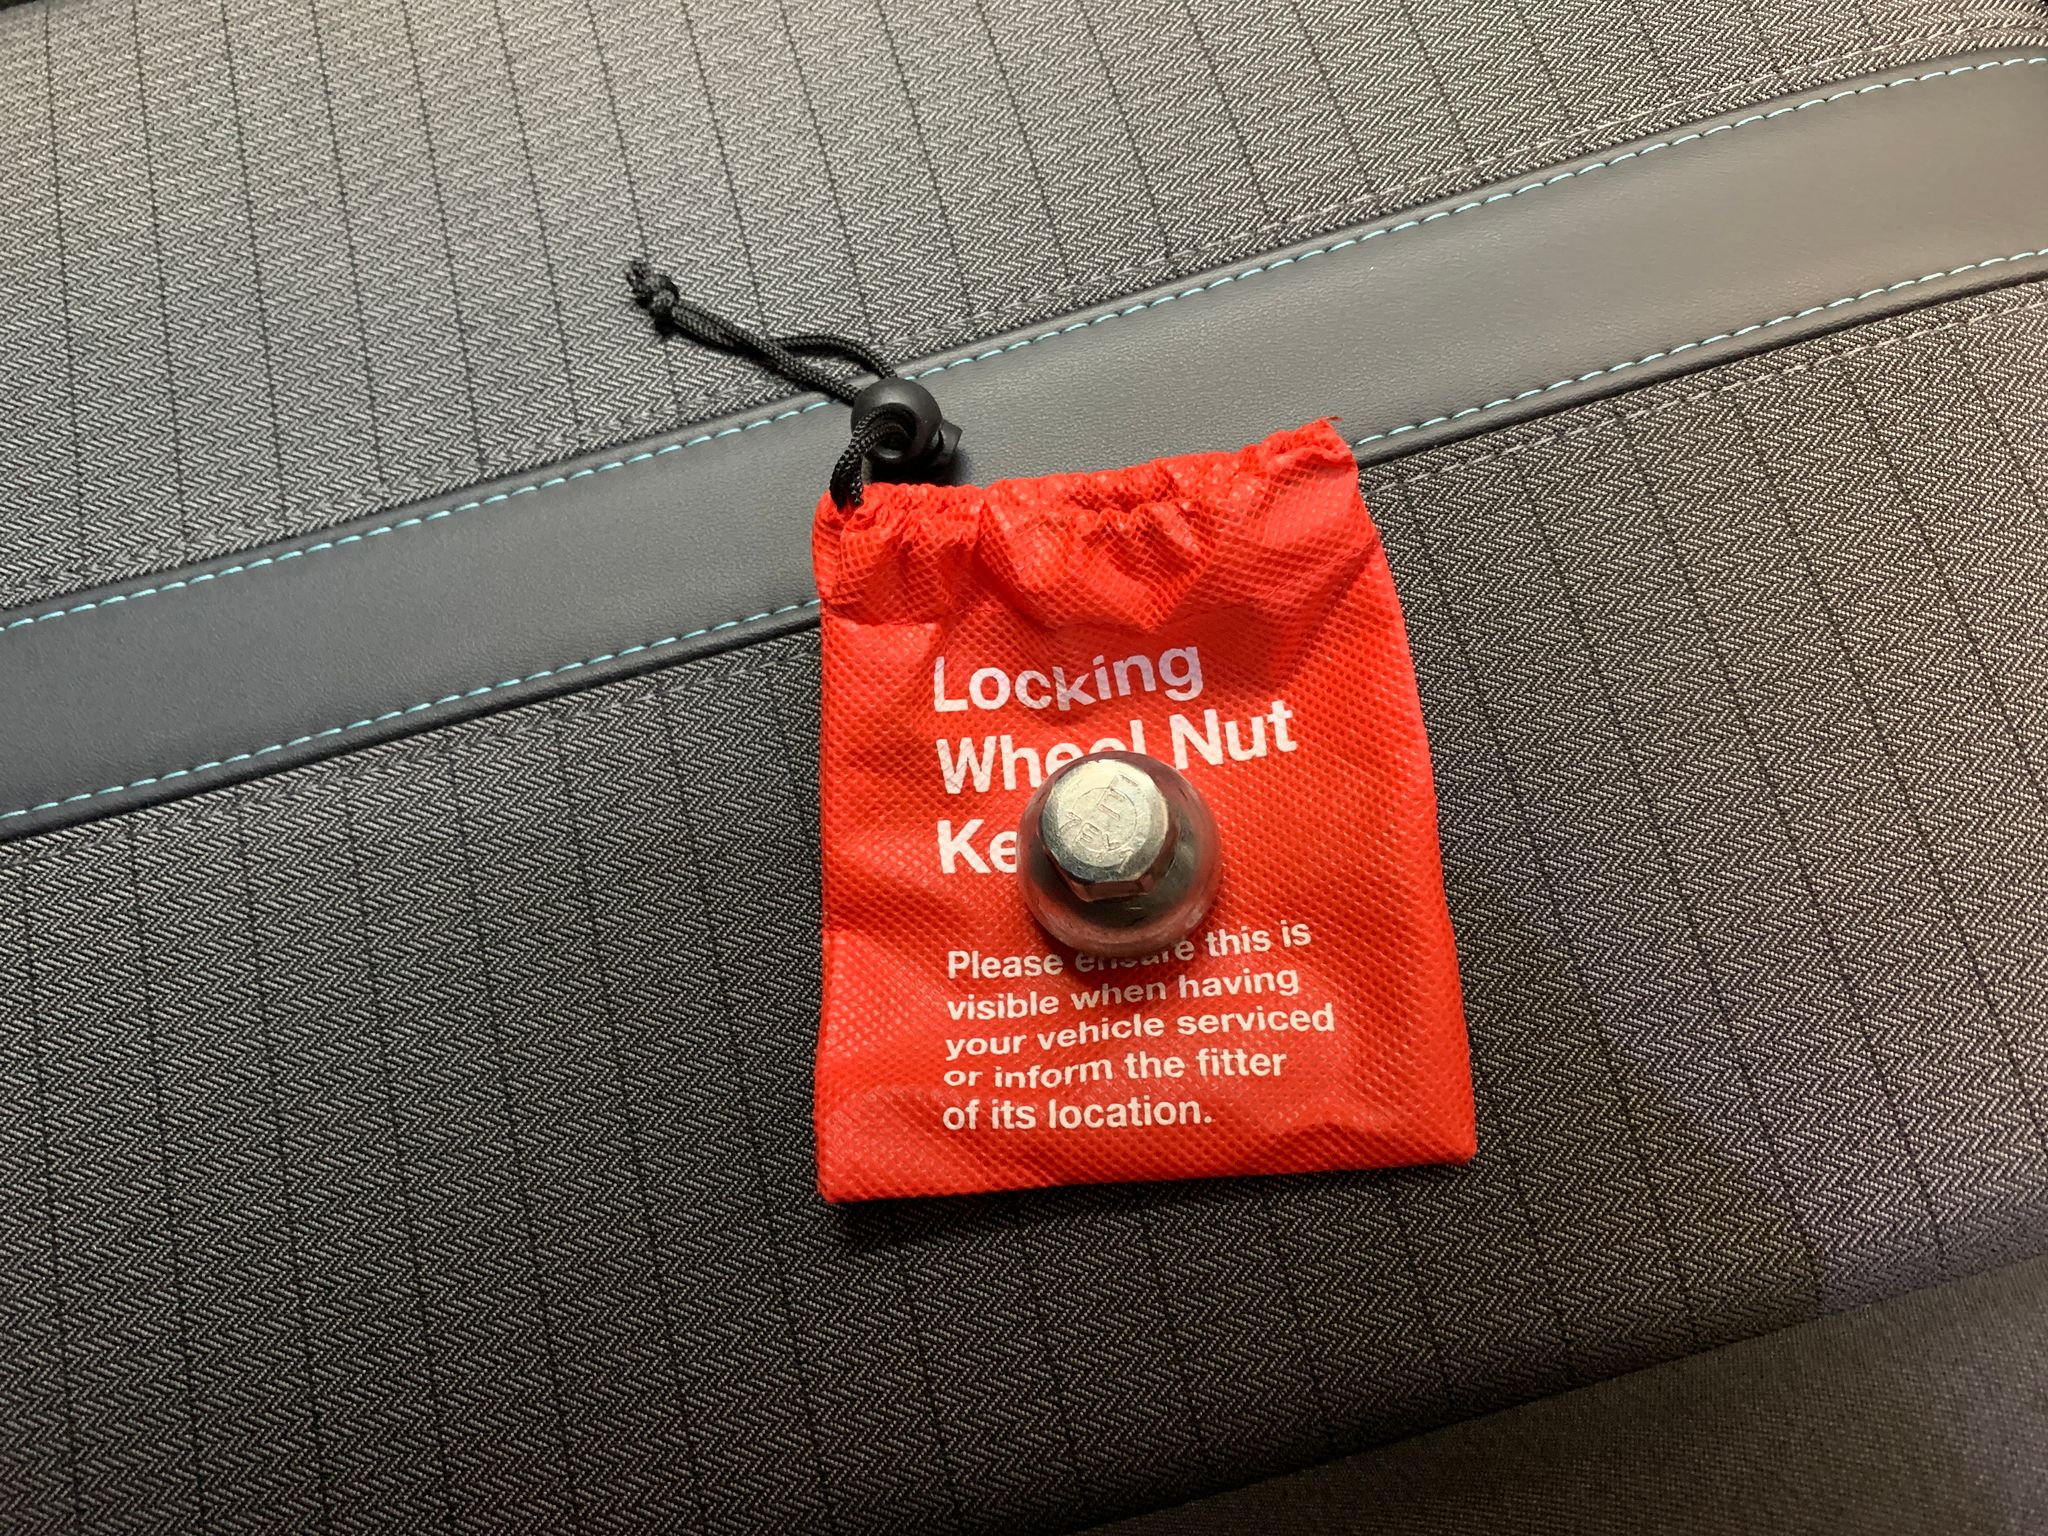 Locking
Wheel Nut
Ke
Please ensure this is
visible when having
your vehicle serviced
or inform the fitter
of its location.